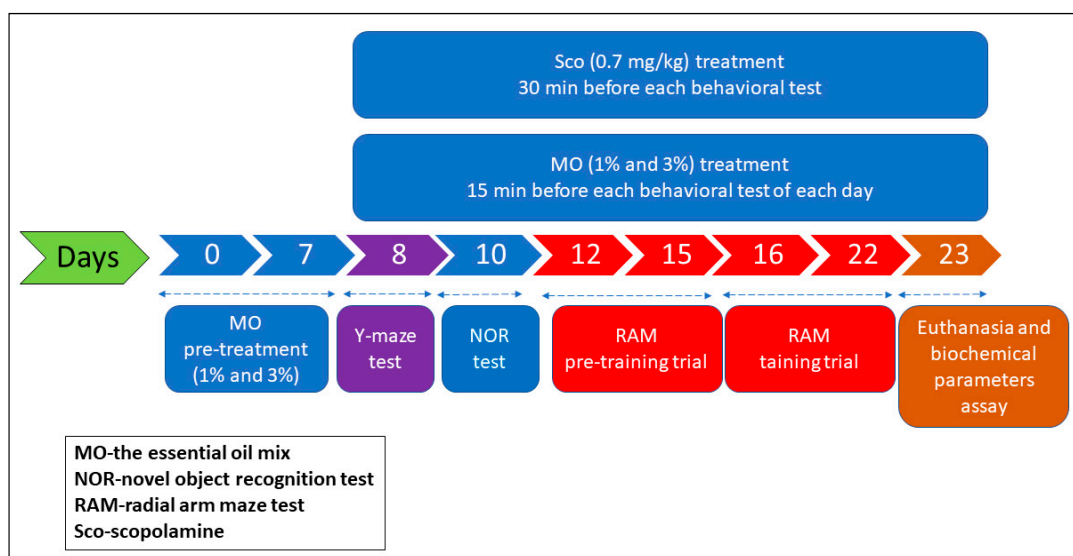 Sco (0.7 mg/kg) treatment
30 min before each behavioral test
MO (1% and 3%) treatment
15 min before each behavioral test of each day
Days
0
7
8
10
12
15
16
22
23
MO
pre-treatment
(1% and 3%)
Y-maze
test
NOR
test
RAM
pre-training trial
RAM
taining trial
Euthanasia and
biochemical
parameters
assay
MO-the essential oil mix
NOR-novel object recognition test
RAM-radial arm maze test
Sco-scopolamine